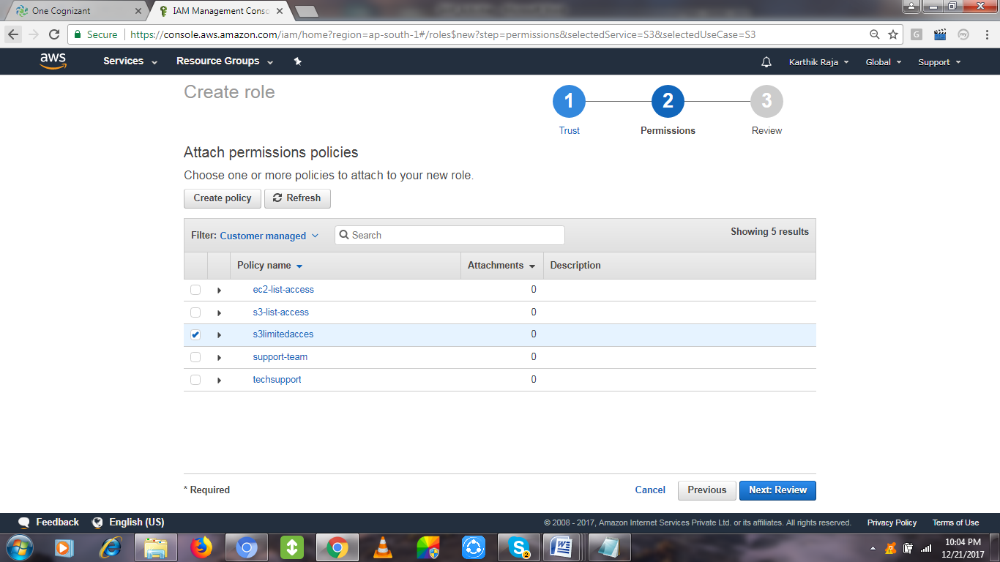 One Cognizant
IAM Management Conso
Secure https://console.aws.amazon.com/iam/home?region=ap-south-1#/roles$new?step=permissions&selectedService=S3&selectedUseCase=S3
aws Services Resource Groups Karthik Raja Global Support
Create role
1 2 3
Trust Permissions Review
Attach permissions policies
Choose one or more policies to attach to your new role.
Create policy Refresh
Filter: Customer managed Search Showing 5 results
Policy name Attachments Description
ec2-list-access 0
s3-list-access 0
s3limitedacces 0
support-team 0
techsupport 0
* Required Cancel Previous Next: Review
Feedback English (US) © 2008 - 2017, Amazon Internet Services Private Ltd. or its affiliates. All rights reserved. Privacy Policy Terms of Use
10:04 PM
12/21/2017